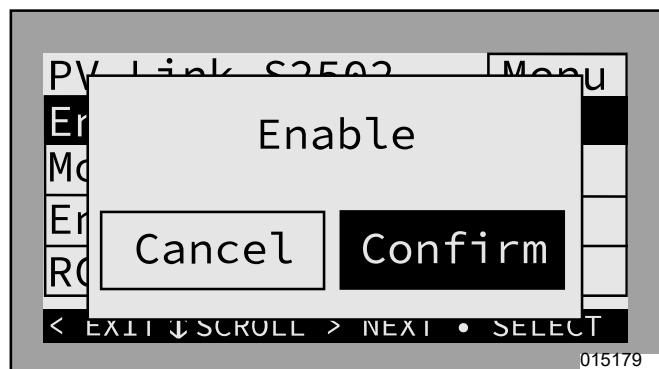 PV Link S2502 Menu
Enable
Cancel Confirm
< EXIT ↕ SCROLL > NEXT • SELECT
015179